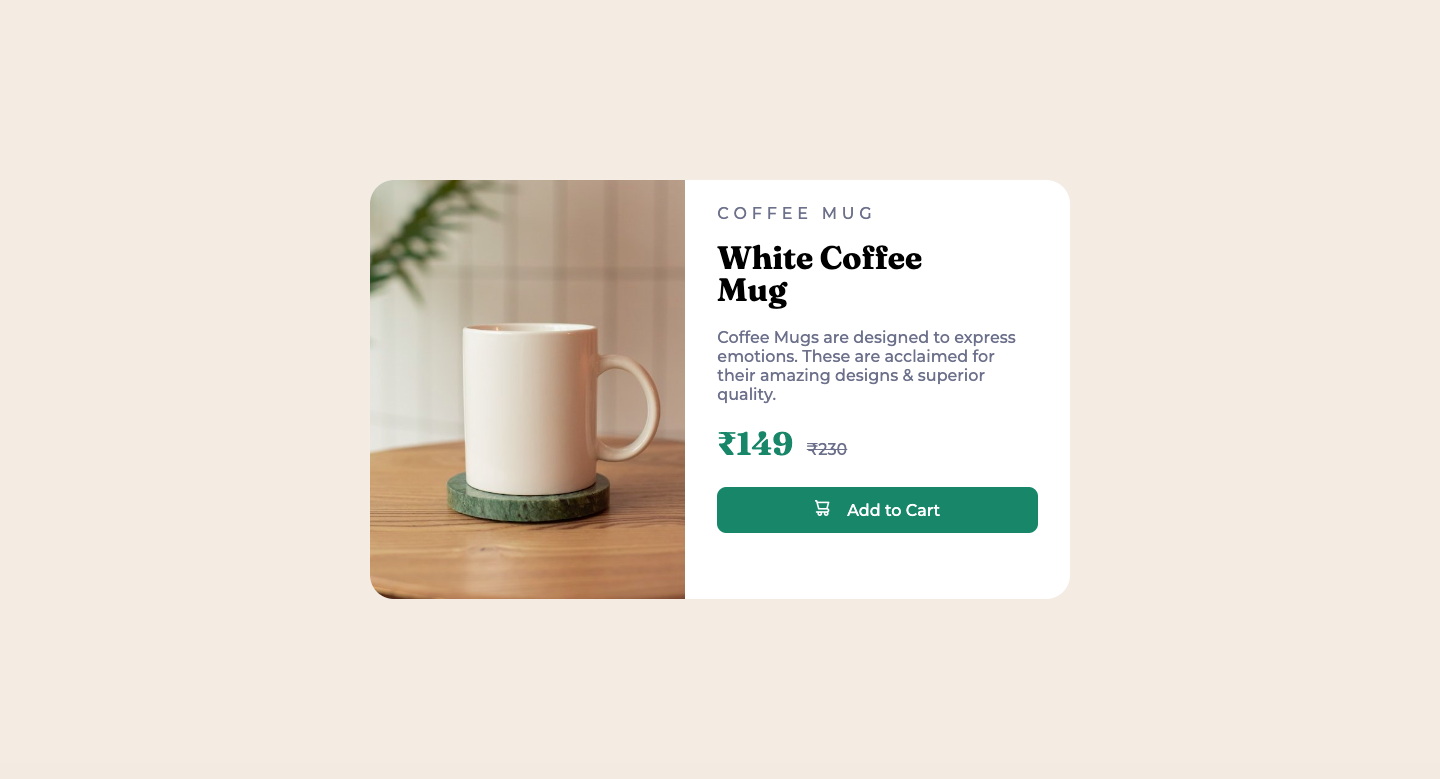 COFFEE MUG
White Coffee
Mug
Coffee Mugs are designed to express
emotions. These are acclaimed for
their amazing designs & superior
quality.
₹149 ₹230
Add to Cart